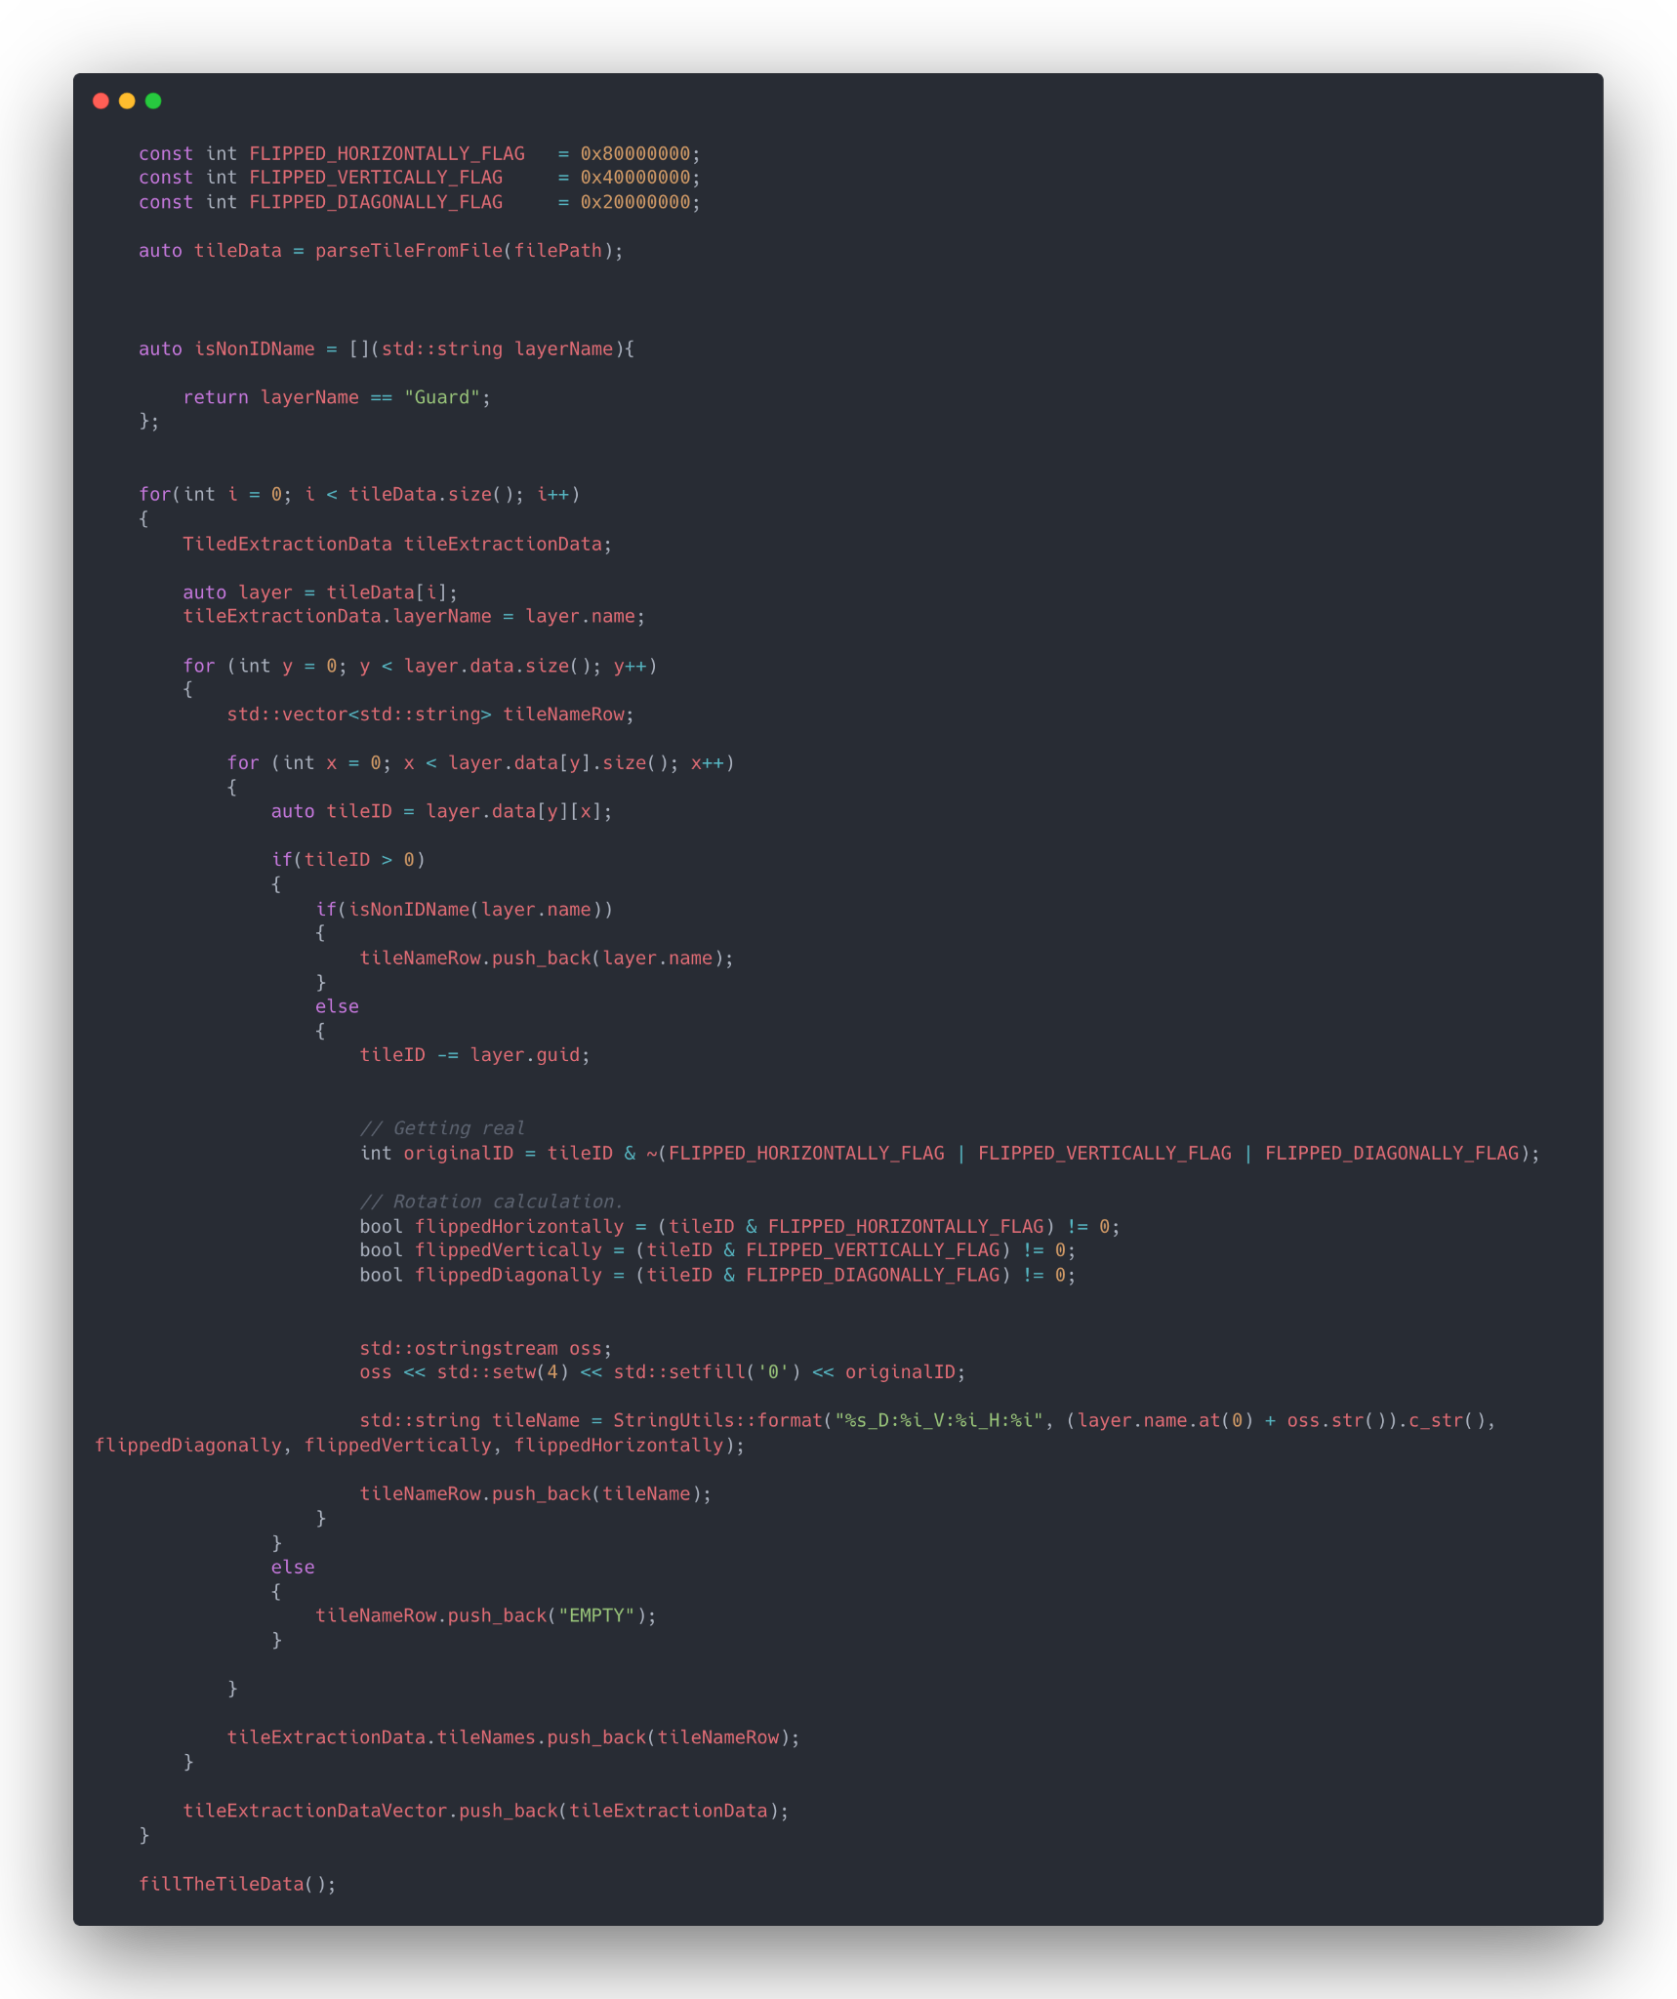 const int FLIPPED_HORIZONTALLY_FLAG   = 0x80000000;
const int FLIPPED_VERTICALLY_FLAG     = 0x40000000;
const int FLIPPED_DIAGONALLY_FLAG     = 0x20000000;
auto tileData = parseTileFromFile(filePath);
auto isNonIDName = [](std::string layerName){
return layerName == "Guard";
};
for(int i = 0; i < tileData.size(); i++)
{
TiledExtractionData tileExtractionData;
auto layer = tileData[i];
tileExtractionData.layerName = layer.name;
for (int y = 0; y < layer.data.size(); y++)
{
std::vector<std::string> tileNameRow;
for (int x = 0; x < layer.data[y].size(); x++)
{
auto tileID = layer.data[y][x];
if(tileID > 0)
{
if(isNonIDName(layer.name))
{
tileNameRow.push_back(layer.name);
}
else
{
tileID -= layer.guid;
// Getting real
int originalID = tileID & ~(FLIPPED_HORIZONTALLY_FLAG | FLIPPED_VERTICALLY_FLAG | FLIPPED_DIAGONALLY_FLAG);
// Rotation calculation.
bool flippedHorizontally = (tileID & FLIPPED_HORIZONTALLY_FLAG) != 0;
bool flippedVertically = (tileID & FLIPPED_VERTICALLY_FLAG) != 0;
bool flippedDiagonally = (tileID & FLIPPED_DIAGONALLY_FLAG) != 0;
std::ostringstream oss;
oss << std::setw(4) << std::setfill('0') << originalID;
std::string tileName = StringUtils::format("%s_D:%i_V:%i_H:%i", (layer.name.at(0) + oss.str()).c_str(),
flippedDiagonally, flippedVertically, flippedHorizontally);
tileNameRow.push_back(tileName);
}
}
else
{
tileNameRow.push_back("EMPTY");
}
}
tileExtractionData.tileNames.push_back(tileNameRow);
}
tileExtractionDataVector.push_back(tileExtractionData);
}
fillTheTileData();